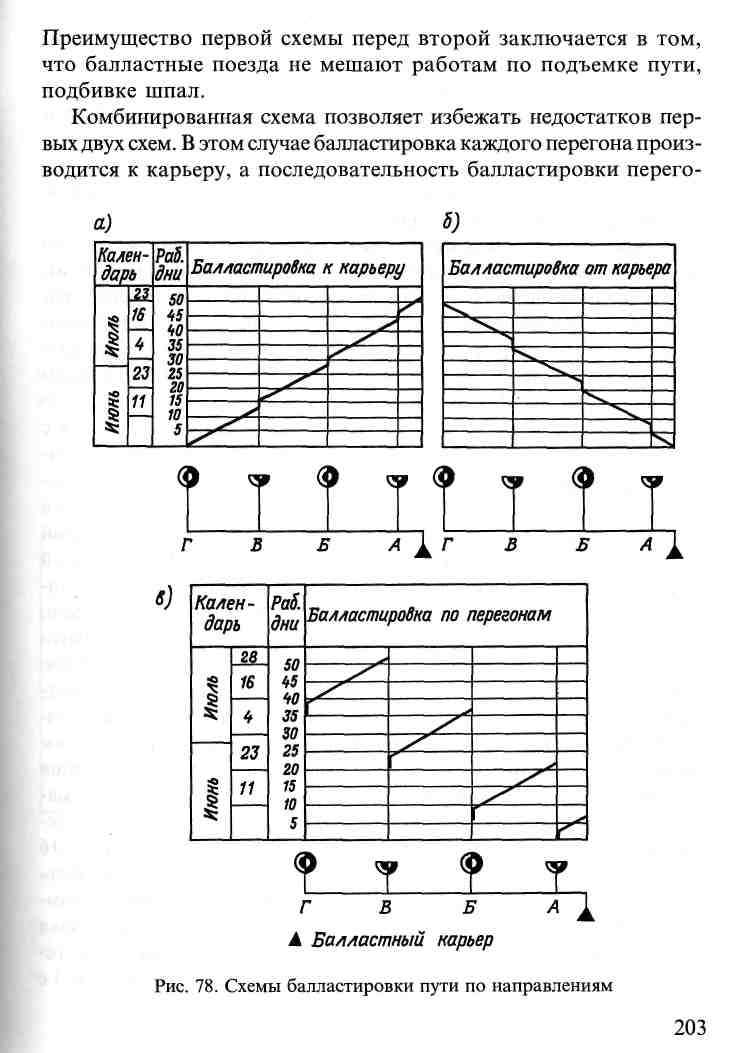 Преимущество первой схемы перед второй заключается в том,
что балластные поезда не мешают работам по подъемке пути,
подбивке шпал.
Комбинированная схема позволяет избежать недостатков пер-
вых двух схем. В этом случае балластировка каждого перегона произ-
водится к карьеру, а последовательность балластировки перего-
а)
Кален-
дарь
Раб.
дни
Балластировка к карьеру
Июль
23
16
4
Июнь
23
11
50
45
40
35
30
25
20
15
10
5
Г В Б А
б)
Балластировка от карьера
Г В Б А
в)
Кален-
дарь
Раб.
дни
Балластировка по перегонам
Июль
28
16
4
Июнь
23
11
50
45
40
35
30
25
20
15
10
5
Г В Б А
Балластный карьер
Рис. 78. Схемы балластировки пути по направлениям
203